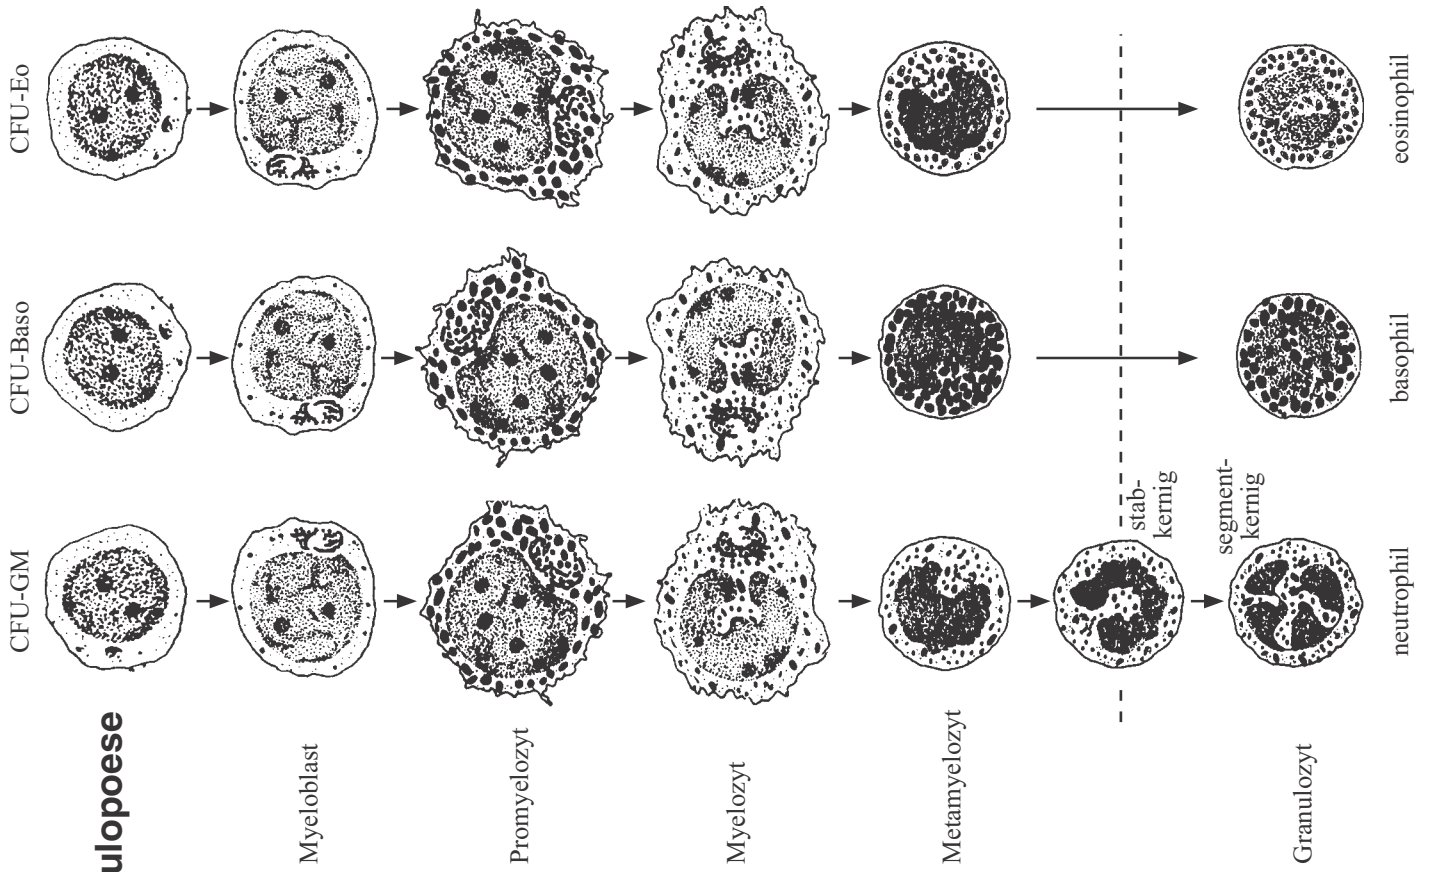 ulopoese
CFU-GM
CFU-Baso
CFU-Eo
Myeloblast
Promyelozyt
Myelozyt
Metamyelozyt
stab-
kernig
segment-
kernig
Granulozyt
neutrophil
basophil
eosinophil